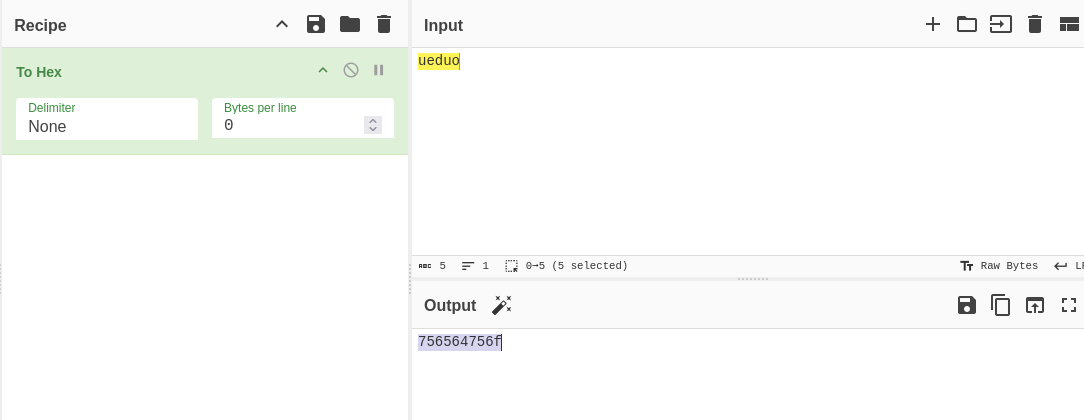 Recipe
To Hex
Delimiter
None
Bytes per line
0
Input
ueduo
ABC 5 1 0→5 (5 selected)
Raw Bytes
Output
756564756f